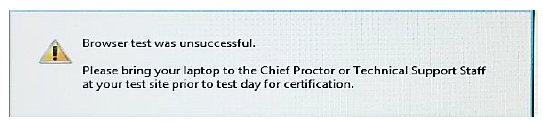 Browser test was unsuccessful.
Please bring your laptop to the Chief Proctor or Technical Support Staff
at your test site prior to test day for certification.